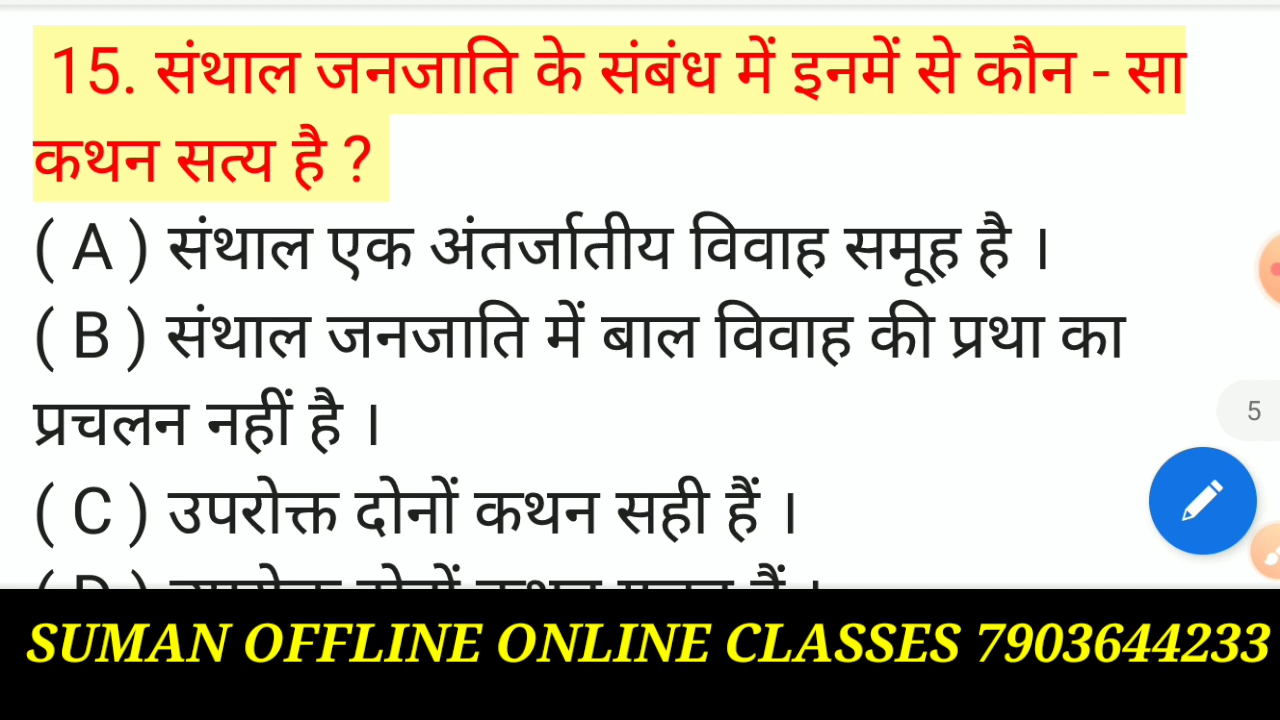 15. संथाल जनजाति के संबंध में इनमें से कौन - सा
कथन सत्य है ?
( A ) संथाल एक अंतर्जातीय विवाह समूह है ।
( B ) संथाल जनजाति में बाल विवाह की प्रथा का
प्रचलन नहीं है ।
5
( C ) उपरोक्त दोनों कथन सही हैं ।
SUMAN OFFLINE ONLINE CLASSES 7903644233